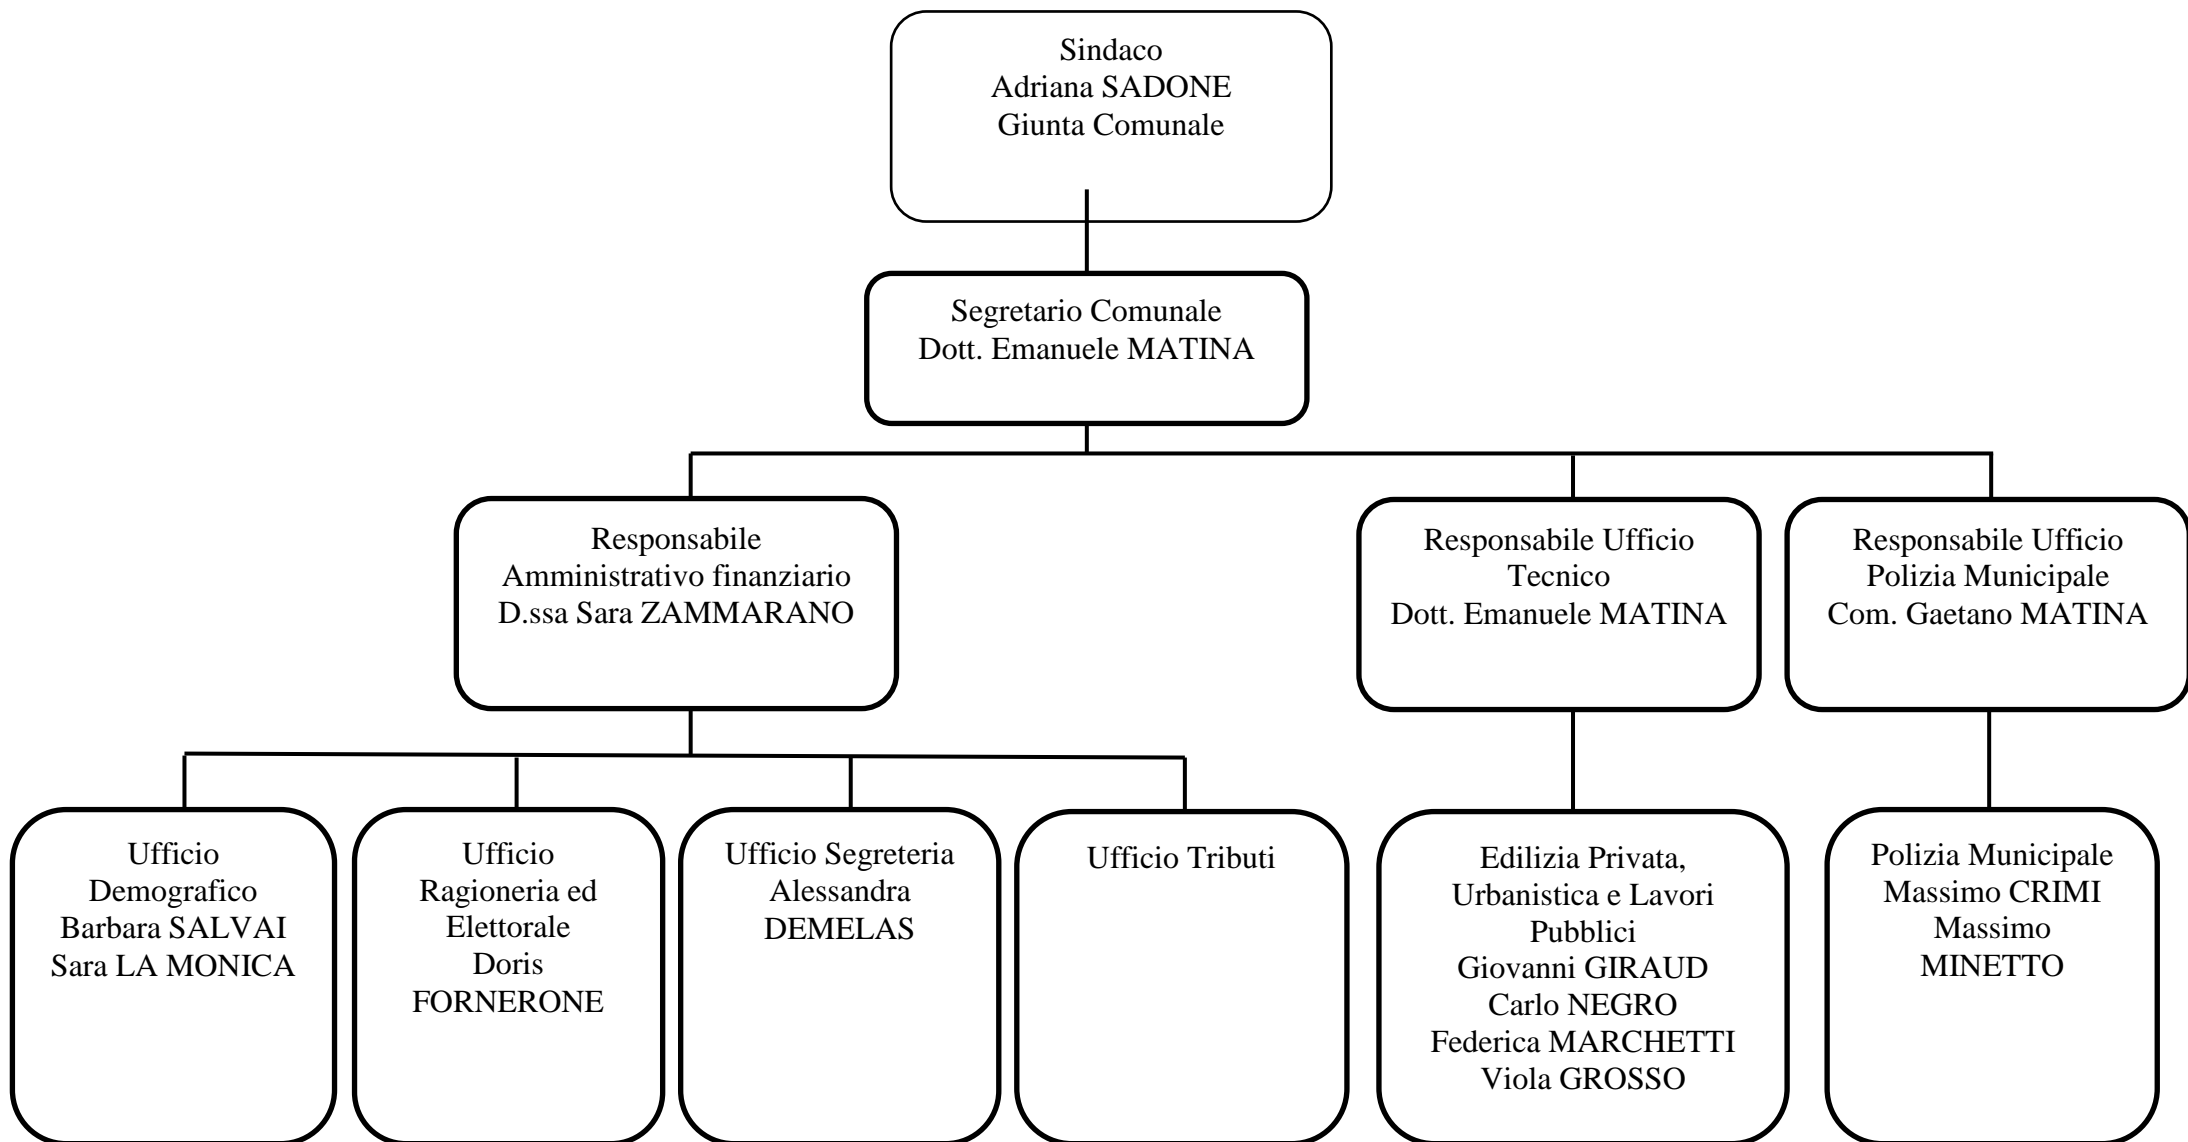 Sindaco
Adriana SADONE
Giunta Comunale
Segretario Comunale
Dott. Emanuele MATINA
Responsabile
Amministrativo finanziario
D.ssa Sara ZAMMARANO
Responsabile Ufficio
Tecnico
Dott. Emanuele MATINA
Responsabile Ufficio
Polizia Municipale
Com. Gaetano MATINA
Ufficio
Demografico
Barbara SALVAI
Sara LA MONICA
Ufficio
Ragioneria ed
Elettorale
Doris
FORNERONE
Ufficio Segreteria
Alessandra
DEMELAS
Ufficio Tributi
Edilizia Privata,
Urbanistica e Lavori
Pubblici
Giovanni GIRAUD
Carlo NEGRO
Federica MARCHETTI
Viola GROSSO
Polizia Municipale
Massimo CRIMI
Massimo
MINETTO